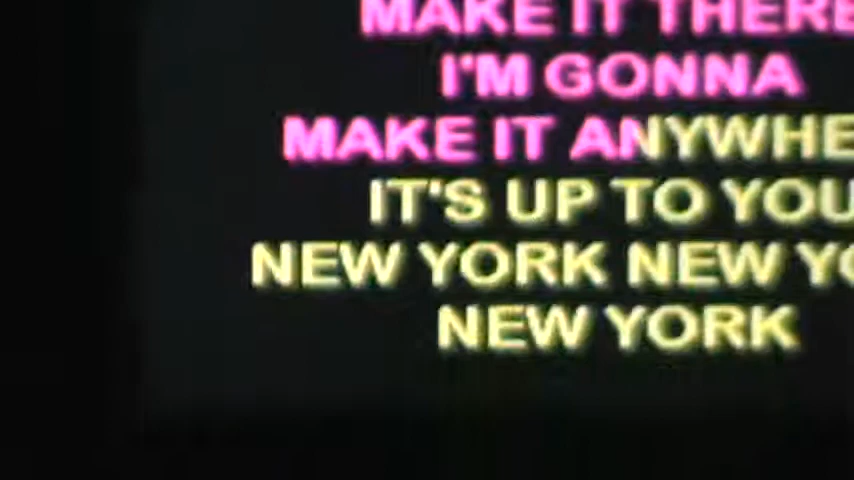 MAKE IT THERE
I'M GONNA
MAKE IT ANYWHE
IT'S UP TO YOU
NEW YORK NEW YO
NEW YORK